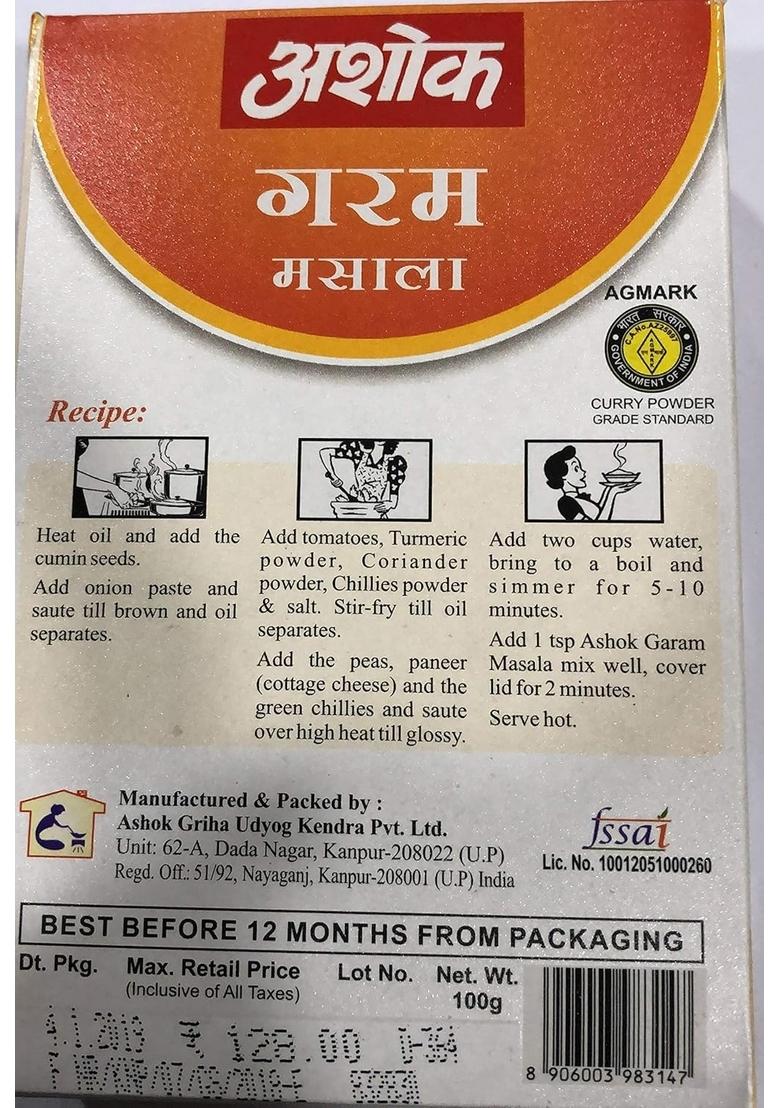 अशोक
गरम
मसाला
AGMARK
भारत सरकार
C.A.No.AZ25897
AGMARK
GOVERNMENT OF INDIA
CURRY POWDER
GRADE STANDARD
Recipe:
Heat oil and add the
cumin seeds.
Add onion paste and
saute till brown and oil
separates.
Add tomatoes, Turmeric
powder, Coriander
powder, Chillies powder
& salt. Stir-fry till oil
separates.
Add the peas, paneer
(cottage cheese) and the
green chillies and saute
over high heat till glossy.
Add two cups water,
bring to a boil and
simmer for 5-10
minutes.
Add 1 tsp Ashok Garam
Masala mix well, cover
lid for 2 minutes.
Serve hot.
Manufactured & Packed by :
Ashok Griha Udyog Kendra Pvt. Ltd.
Unit: 62-A, Dada Nagar, Kanpur-208022 (U.P)
Regd. Off.: 51/92, Nayaganj, Kanpur-208001 (U.P) India
fssai
Lic. No. 10012051000260
BEST BEFORE 12 MONTHS FROM PACKAGING
Dt. Pkg. Max. Retail Price Lot No. Net. Wt.
(Inclusive of All Taxes) 100g
₹ 128.00 D-364
8 906003 983147